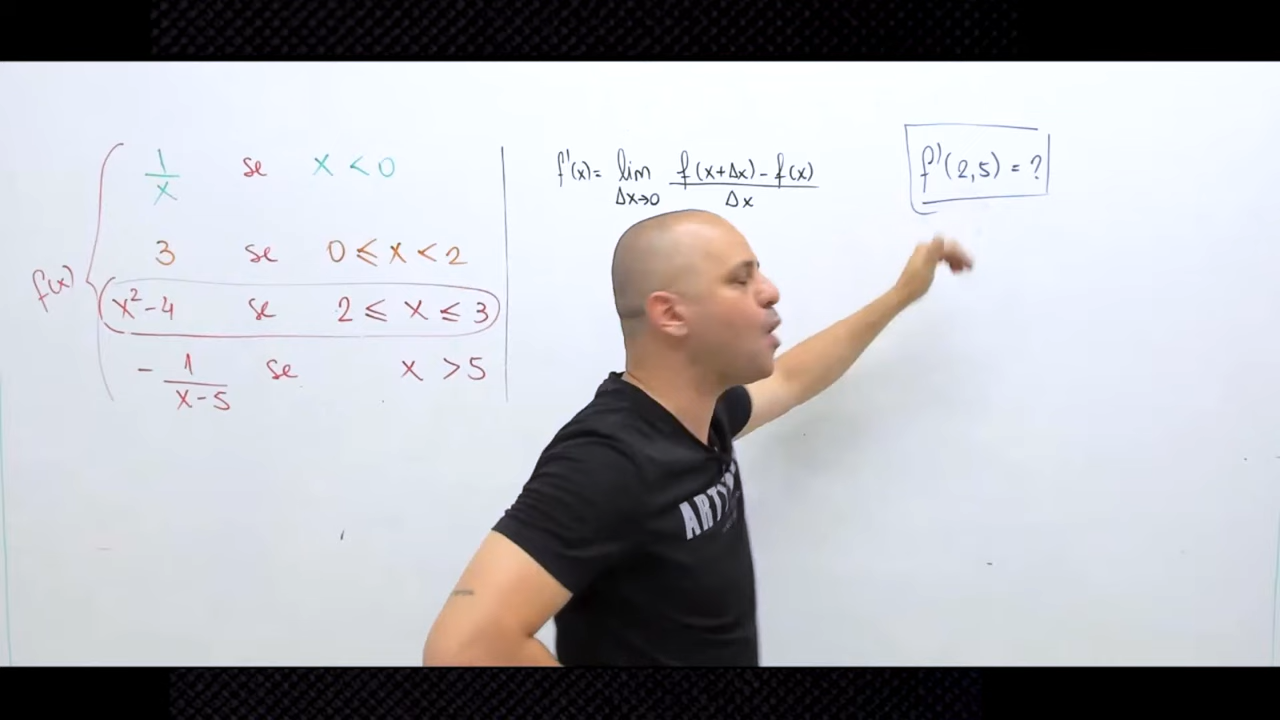 f(x)
1/x se x < 0
3 se 0 ≤ x < 2
x² - 4 se 2 ≤ x ≤ 3
- 1/(x-5) se x > 5
f'(x) = lim Δx→0 (f(x+Δx) - f(x))/Δx
f'(2,5) = ?